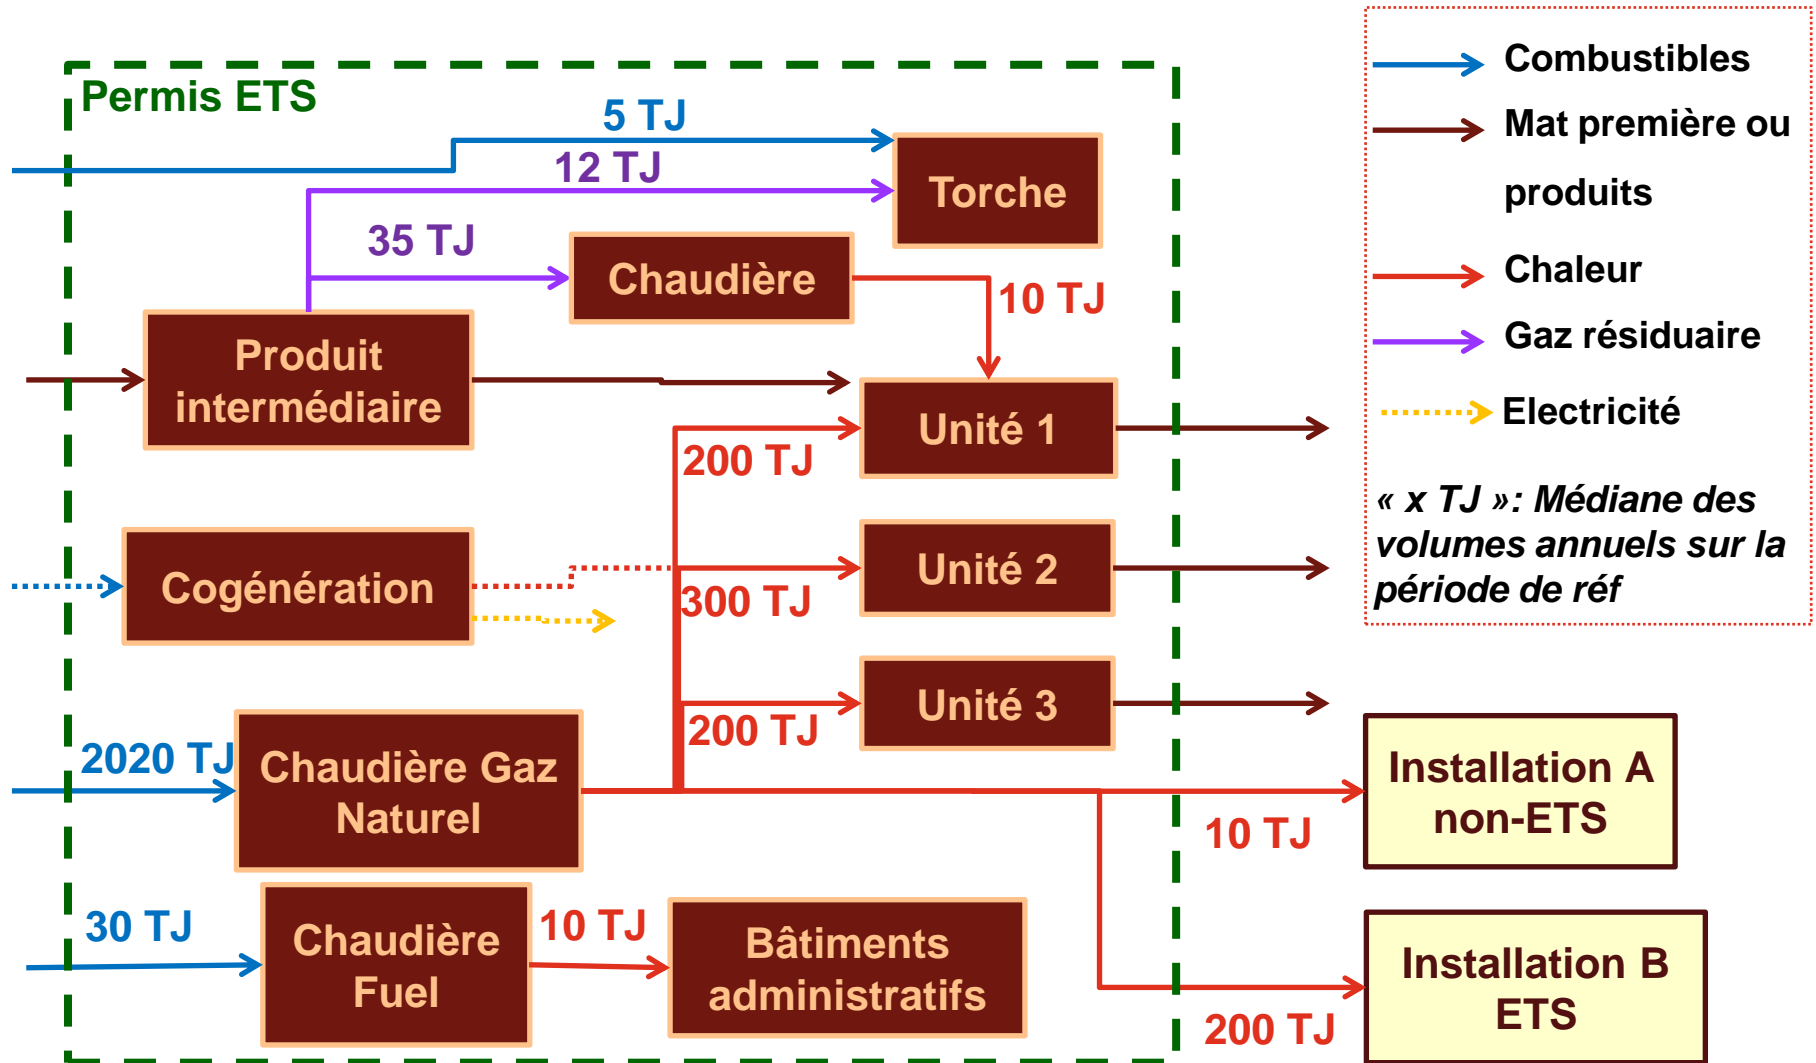 Permis ETS
5 TJ
12 TJ
Torche
35 TJ
Chaudière
10 TJ
Produit
intermédiaire
Unité 1
200 TJ
Cogénération
Unité 2
300 TJ
Unité 3
200 TJ
2020 TJ
Chaudière Gaz
Naturel
30 TJ
Chaudière
Fuel
10 TJ
Bâtiments
administratifs
Combustibles
Mat première ou
produits
Chaleur
Gaz résiduaire
Electricité
« x TJ »: Médiane des
volumes annuels sur la
période de réf
Installation A
non-ETS
10 TJ
Installation B
ETS
200 TJ